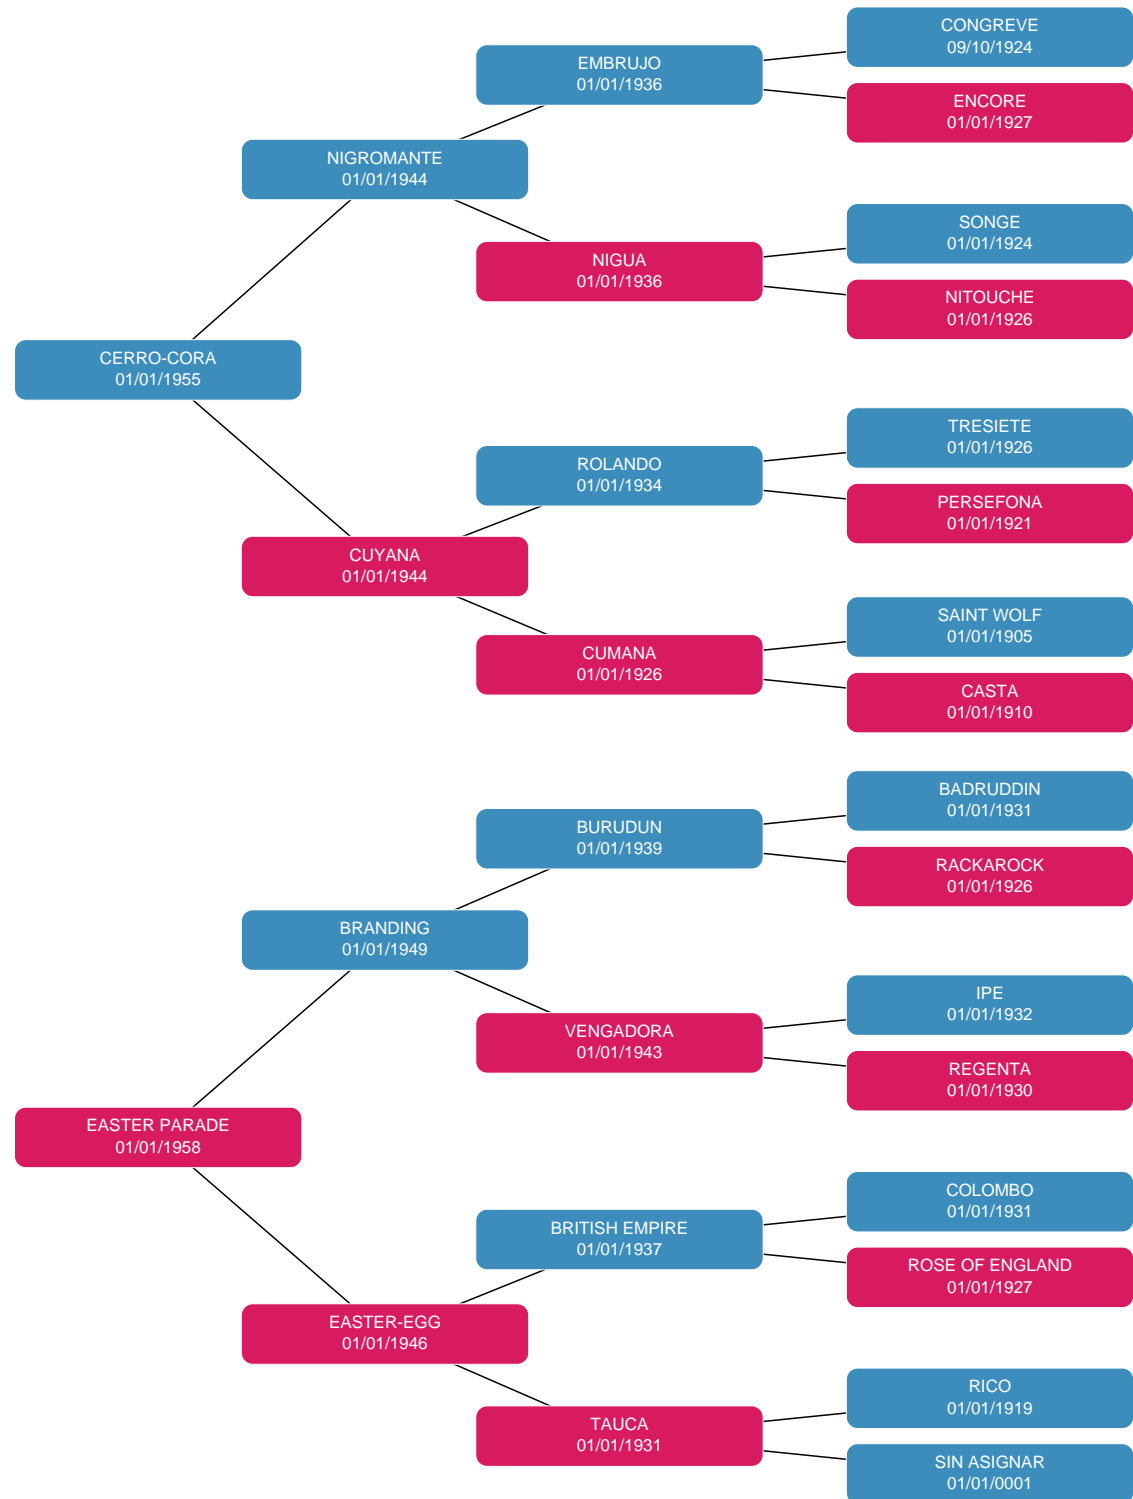 CONGREVE
09/10/1924
EMBRUJO
01/01/1936
ENCORE
01/01/1927
NIGROMANTE
01/01/1944
SONGE
01/01/1924
NIGUA
01/01/1936
NITOUCHE
01/01/1926
CERRO-CORA
01/01/1955
TRESIETE
01/01/1926
ROLANDO
01/01/1934
PERSEFONA
01/01/1921
CUYANA
01/01/1944
SAINT WOLF
01/01/1905
CUMANA
01/01/1926
CASTA
01/01/1910
BADRUDDIN
01/01/1931
BURUDUN
01/01/1939
RACKAROCK
01/01/1926
BRANDING
01/01/1949
IPE
01/01/1932
VENGADORA
01/01/1943
REGENTA
01/01/1930
EASTER PARADE
01/01/1958
COLOMBO
01/01/1931
BRITISH EMPIRE
01/01/1937
ROSE OF ENGLAND
01/01/1927
EASTER-EGG
01/01/1946
RICO
01/01/1919
TAUCA
01/01/1931
SIN ASIGNAR
01/01/0001